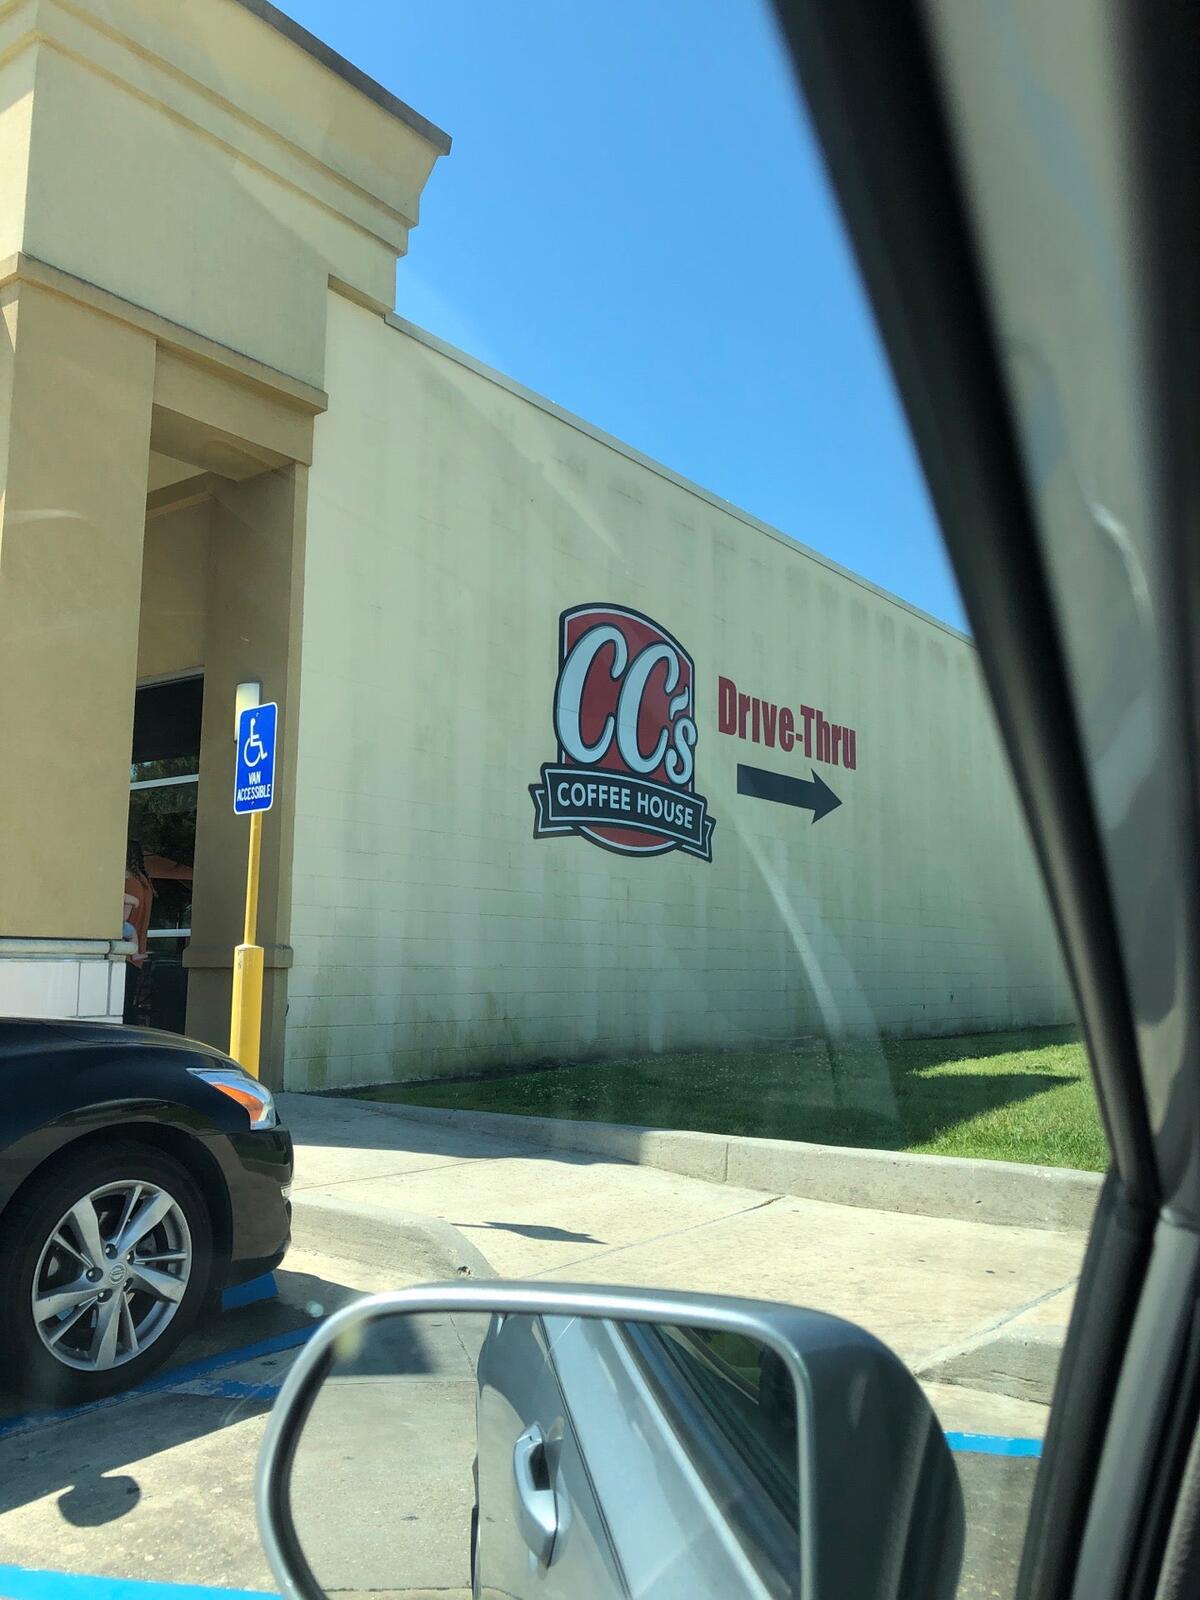 CC's
COFFEE HOUSE
Drive-Thru
VAN
ACCESSIBLE